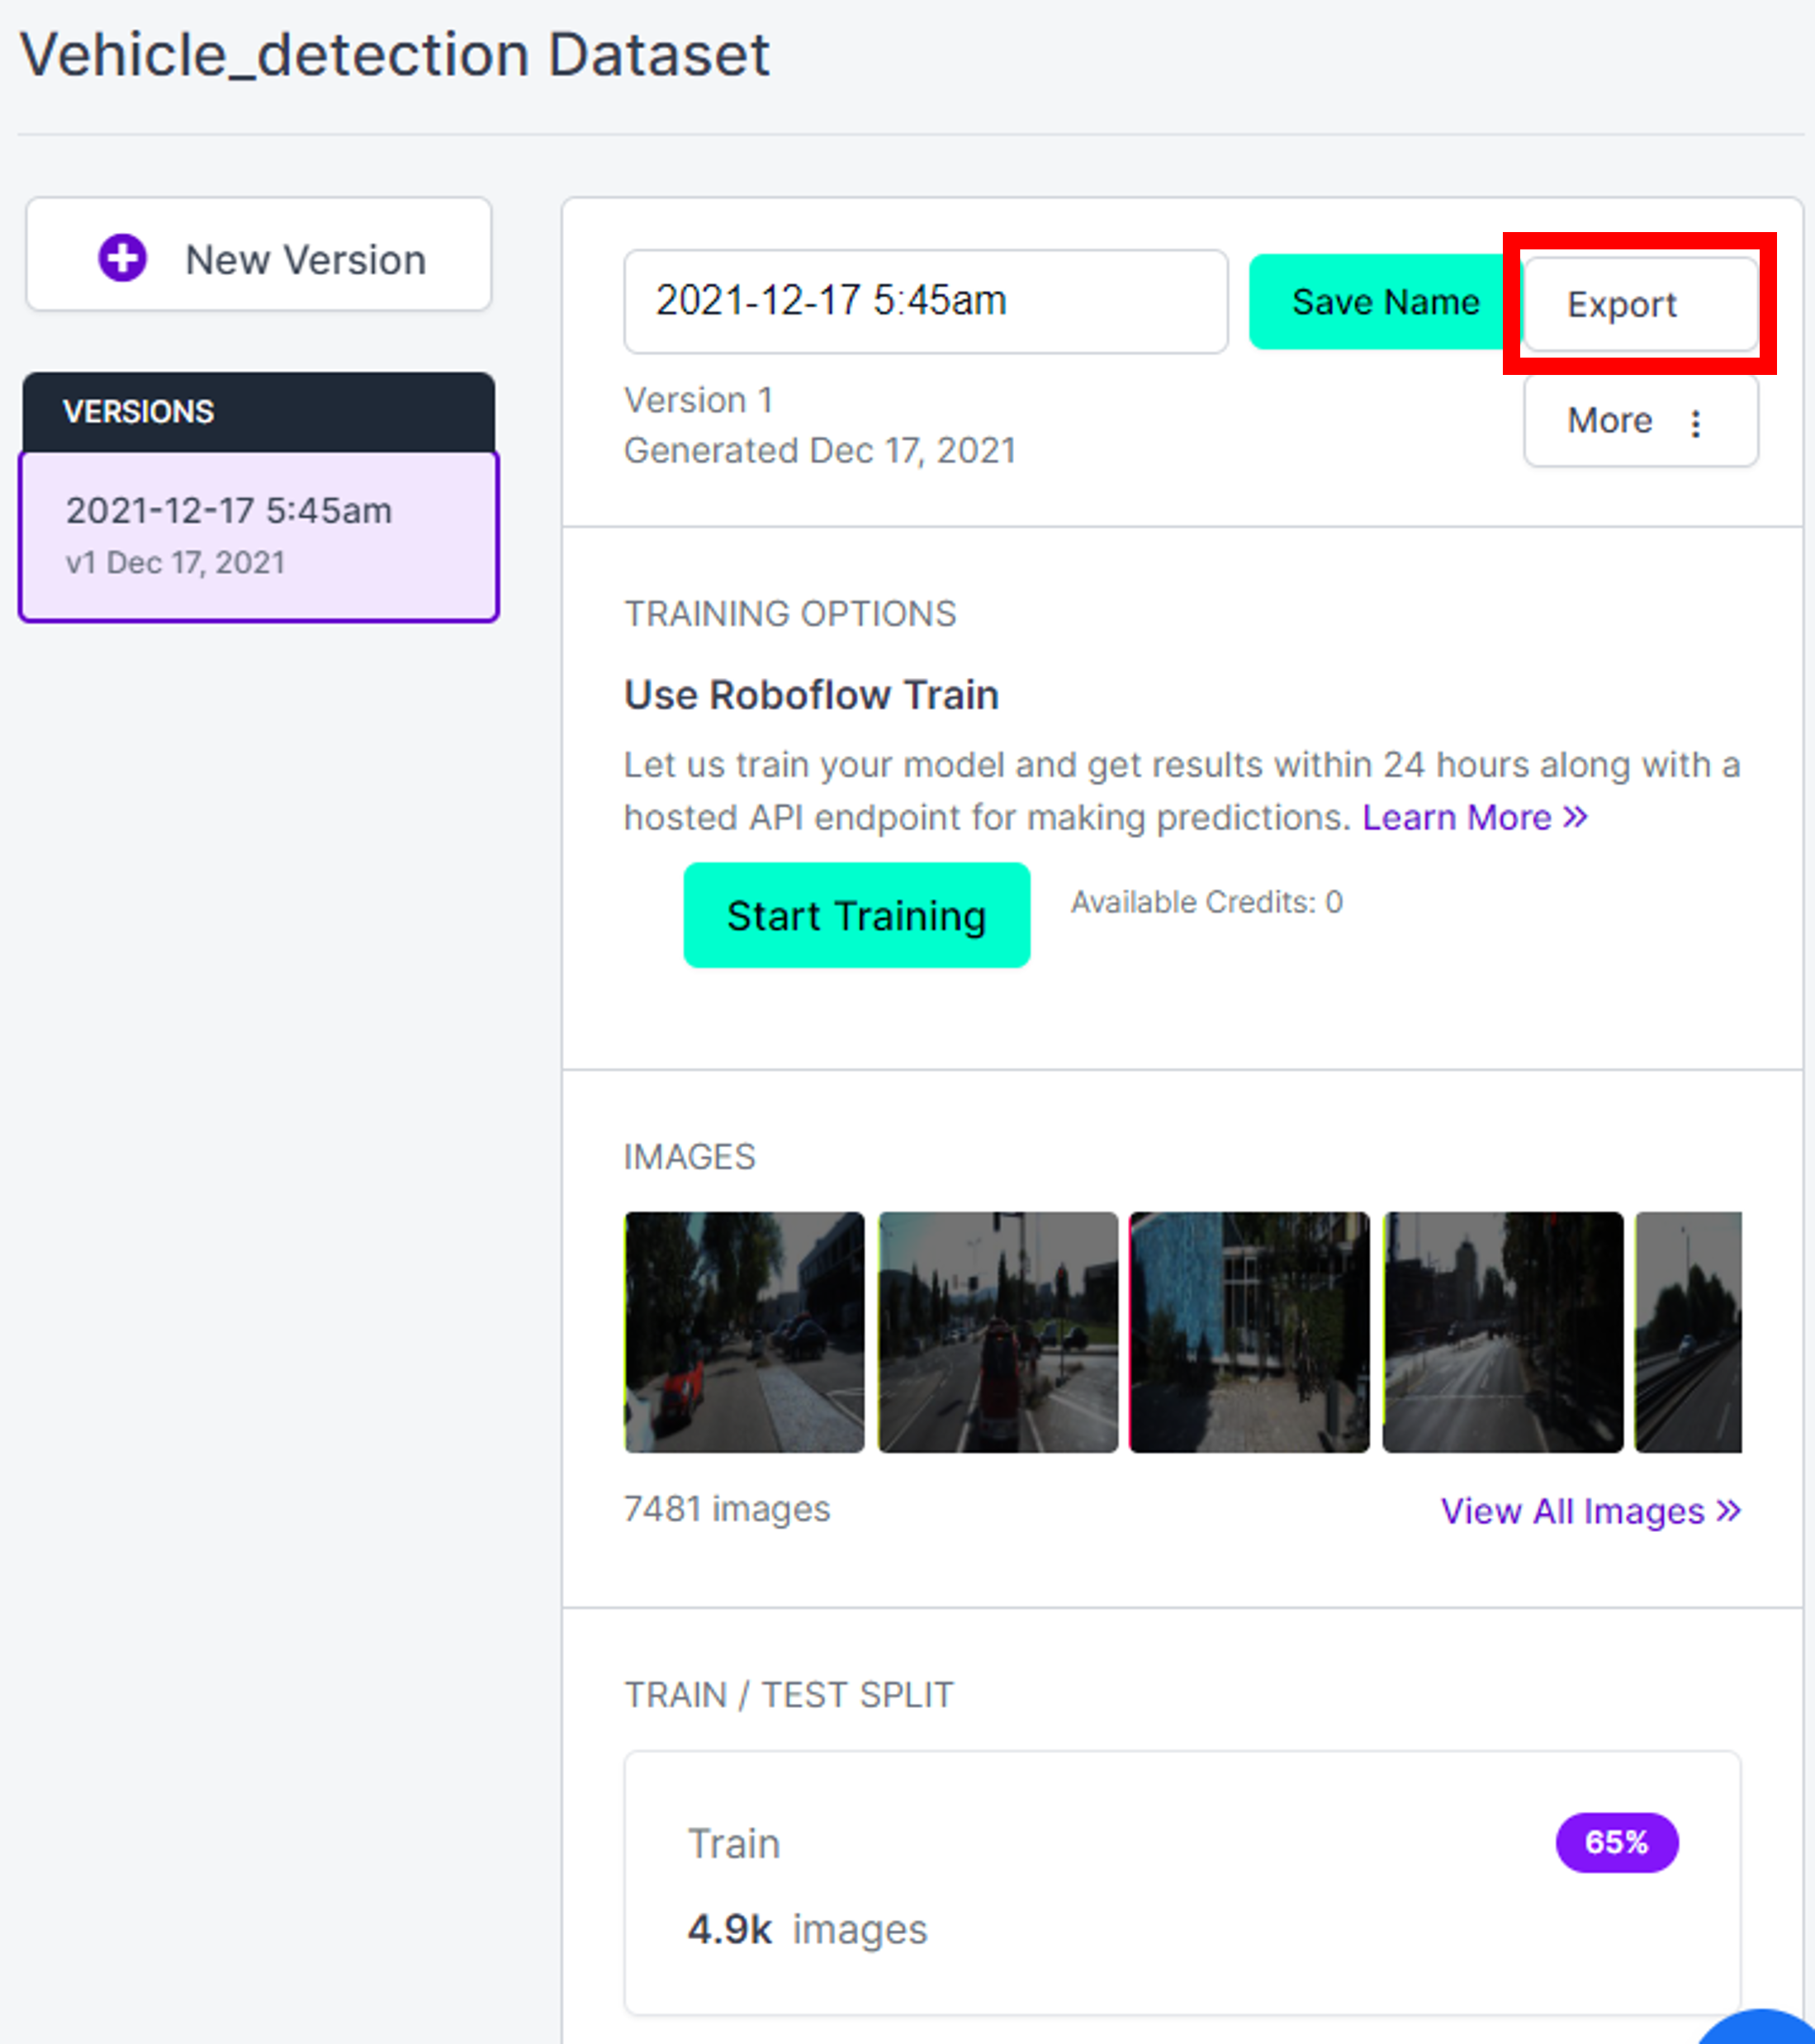 Vehicle_detection Dataset
New Version
VERSIONS
2021-12-17 5:45am
v1 Dec 17, 2021
2021-12-17 5:45am
Save Name
Export
Version 1
Generated Dec 17, 2021
More
TRAINING OPTIONS
Use Roboflow Train
Let us train your model and get results within 24 hours along with a
hosted API endpoint for making predictions. Learn More »
Start Training
Available Credits: 0
IMAGES
7481 images
View All Images »
TRAIN / TEST SPLIT
Train
65%
4.9k images